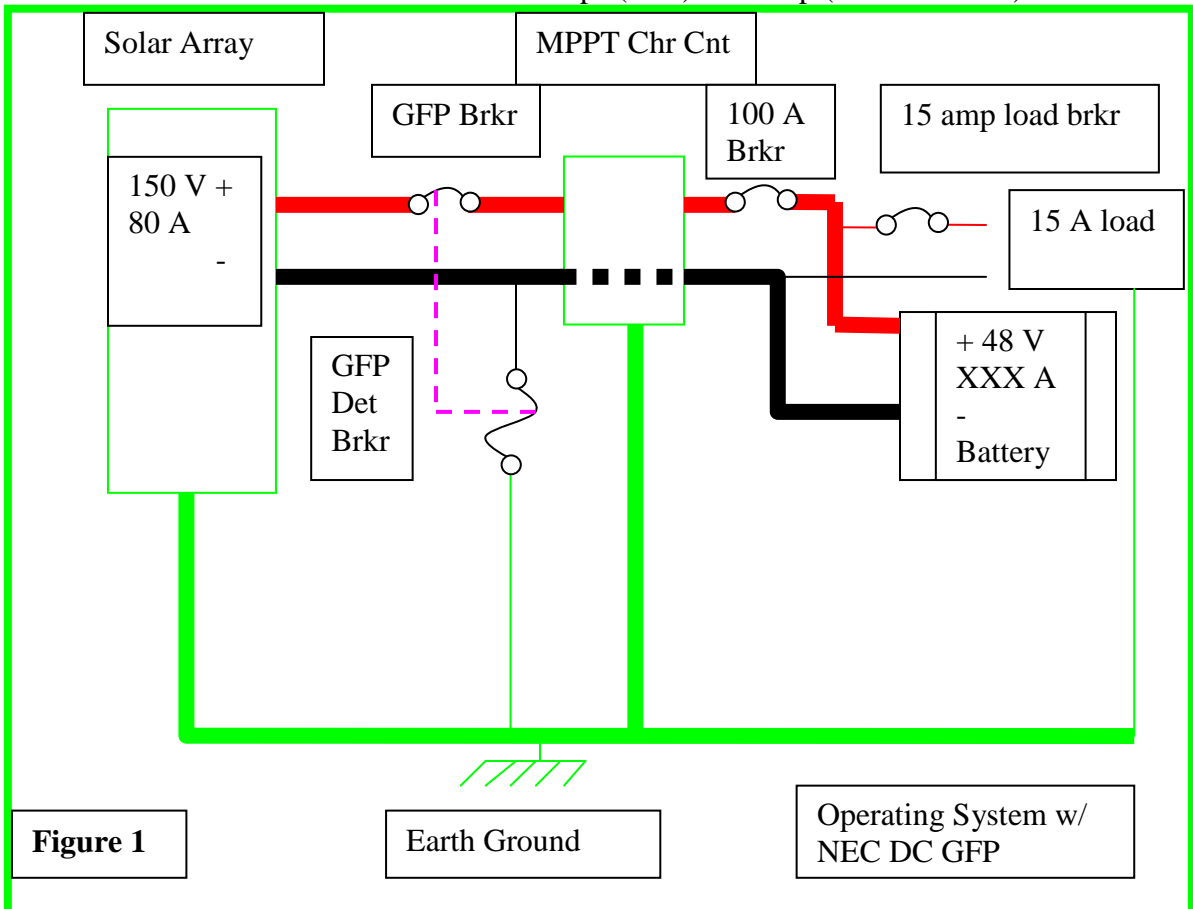 Solar Array
MPPT Chr Cnt
GFP Brkr
100 A
Brkr
15 amp load brkr
150 V +
80 A
-
15 A load
GFP
Det
Brkr
+ 48 V
XXX A
-
Battery
Figure 1
Earth Ground
Operating System w/
NEC DC GFP